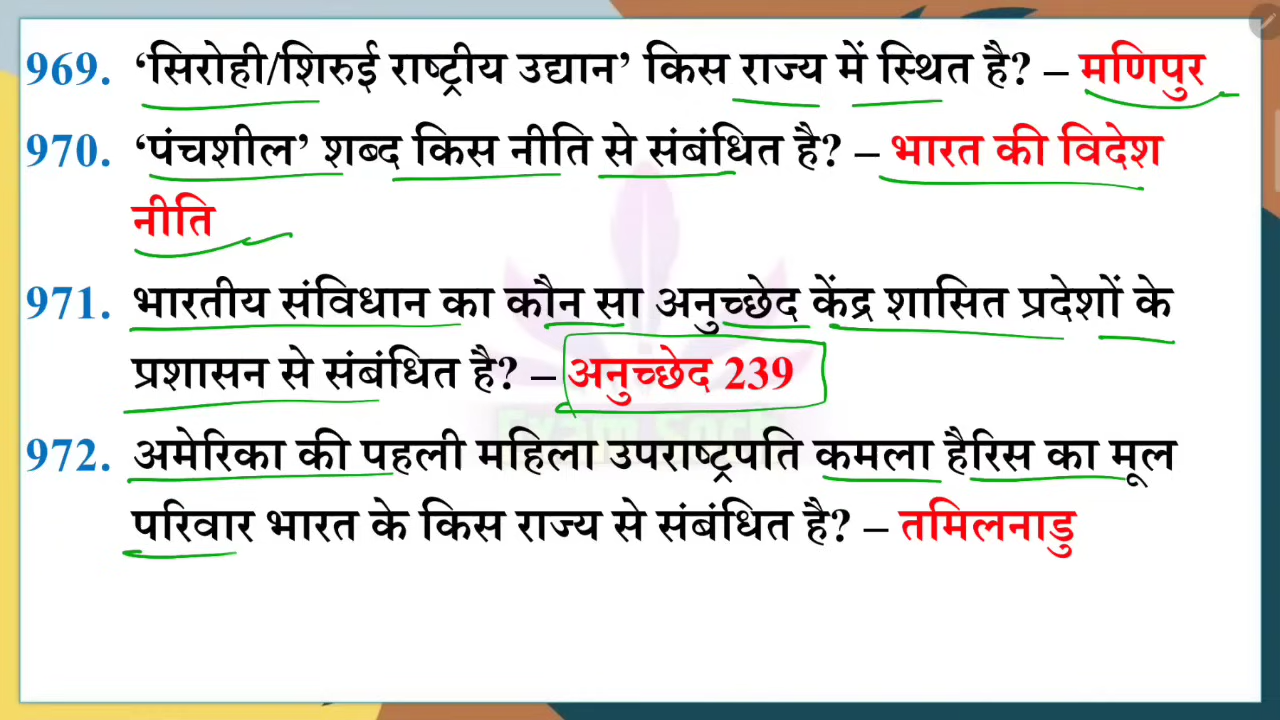 969. ‘सिरोही/शिरुई राष्ट्रीय उद्यान’ किस राज्य में स्थित है? – मणिपुर
970. ‘पंचशील’ शब्द किस नीति से संबंधित है? – भारत की विदेश
नीति
971. भारतीय संविधान का कौन सा अनुच्छेद केंद्र शासित प्रदेशों के
प्रशासन से संबंधित है? – अनुच्छेद 239
972. अमेरिका की पहली महिला उपराष्ट्रपति कमला हैरिस का मूल
परिवार भारत के किस राज्य से संबंधित है? – तमिलनाडु